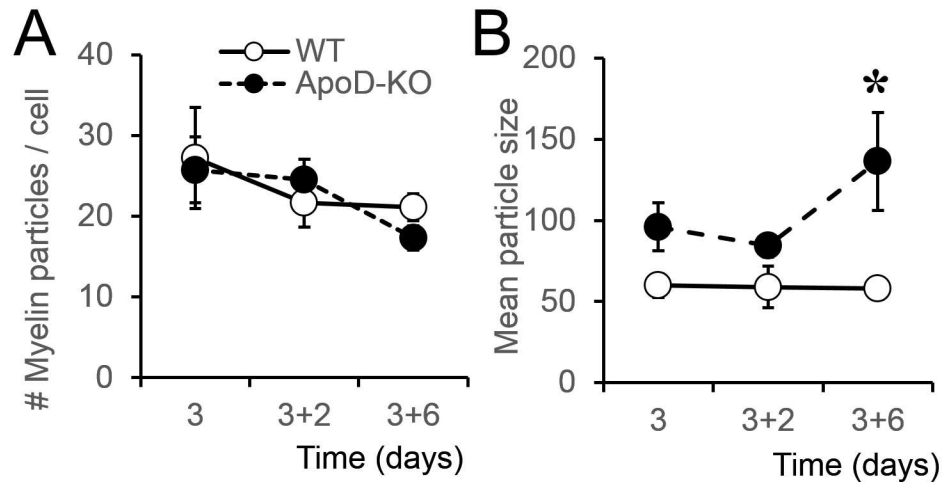 A
WT
ApoD-KO
# Myelin particles / cell
40
30
20
10
0
3
3+2
3+6
Time (days)
B
*
Mean particle size
200
150
100
50
0
3
3+2
3+6
Time (days)